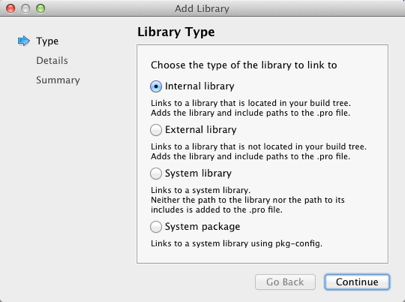 Add Library
Library Type
Type
Details
Summary
Choose the type of the library to link to
Internal library
Links to a library that is located in your build tree.
Adds the library and include paths to the .pro file.
External library
Links to a library that is not located in your build tree.
Adds the library and include paths to the .pro file.
System library
Links to a system library.
Neither the path to the library nor the path to its
includes is added to the .pro file.
System package
Links to a system library using pkg-config.
Go Back
Continue